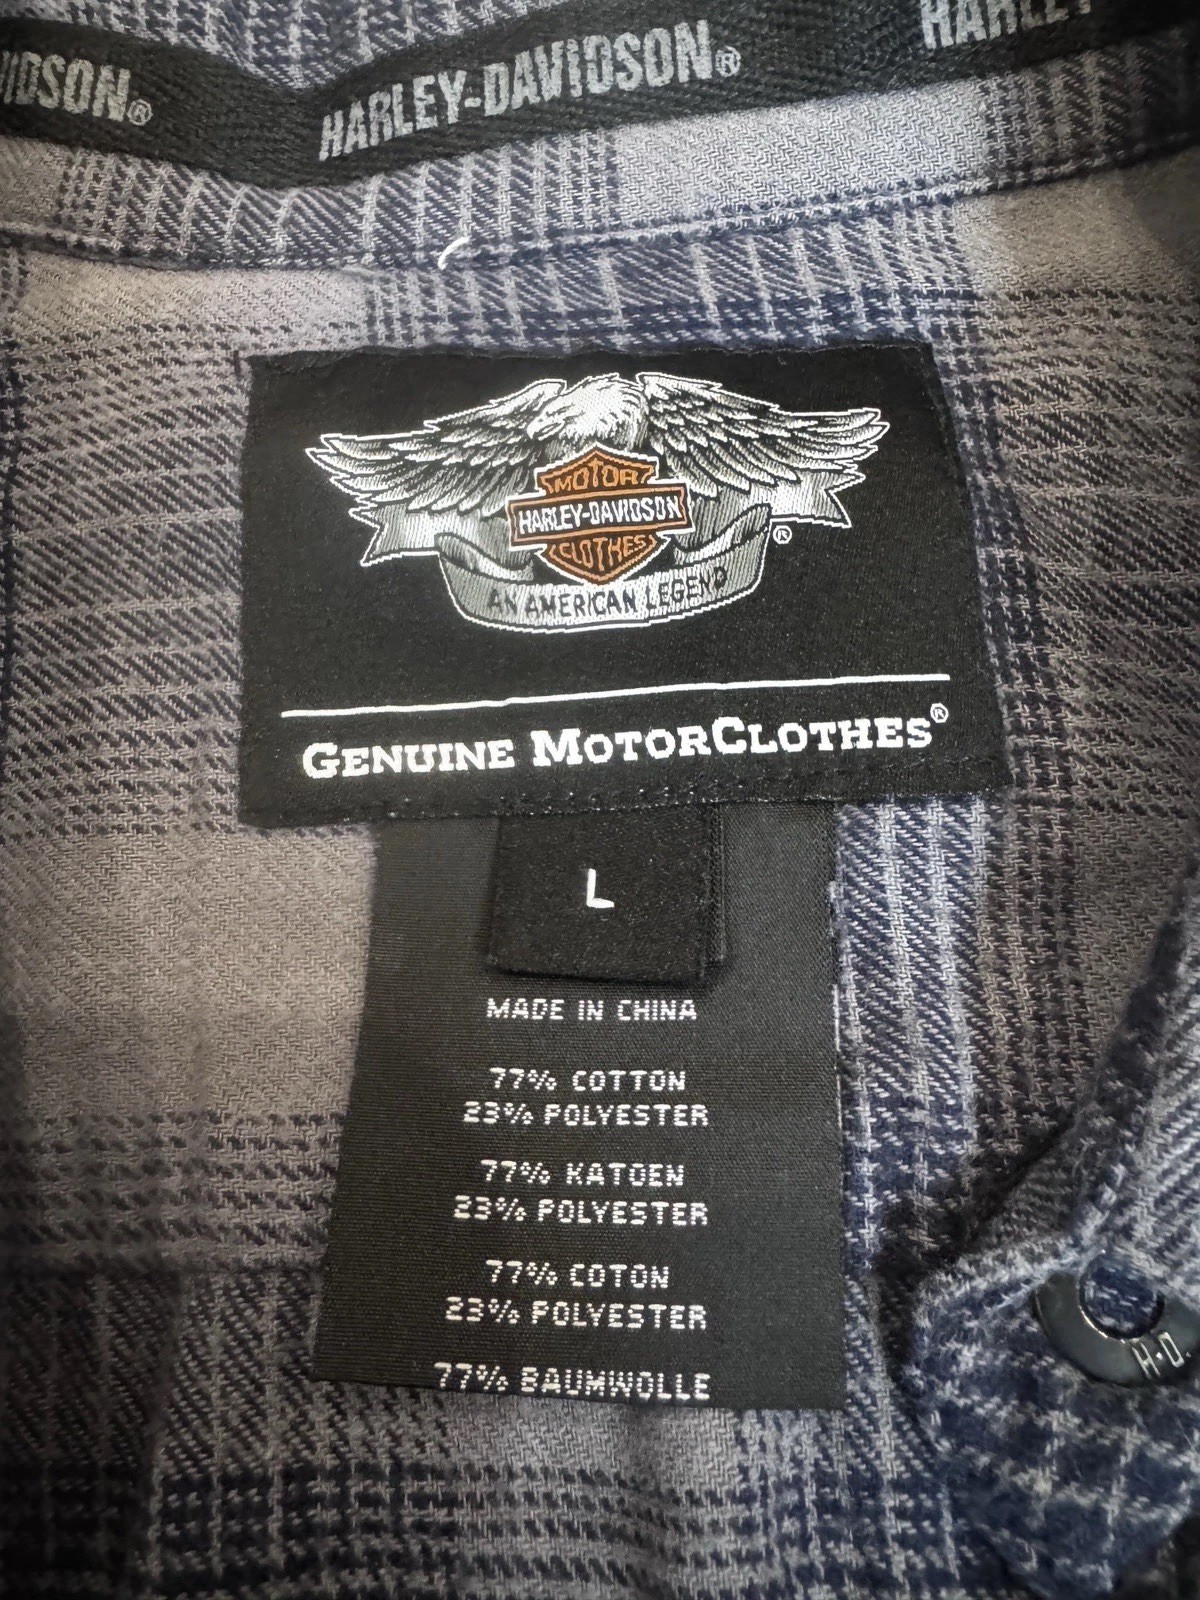 IDSON®
HARLEY-DAVIDSON®
HARLEY
MOTOR
HARLEY-DAVIDSON
CLOTHES
®
AN AMERICAN LEGEND
GENUINE MOTORCLOTHES®
L
MADE IN CHINA
77% COTTON
23% POLYESTER
77% KATOEN
23% POLYESTER
77% COTON
23% POLYESTER
77% BAUMWOLLE
H-D.